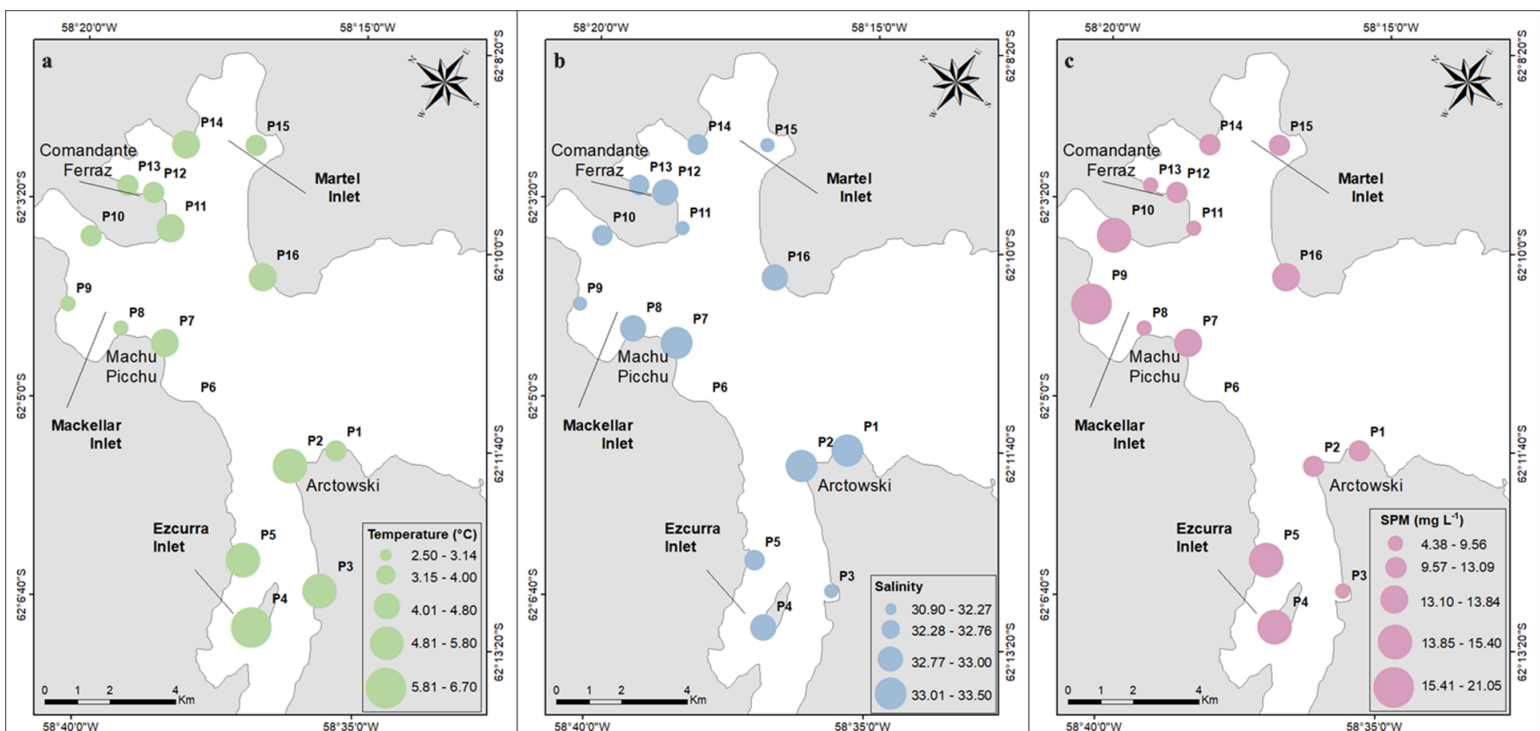 58°20'0"W 58°15'0"W
a
N E W S
62°8'20"S
P14
P15
Comandante
Ferraz
P13
P12
Martel
Inlet
62°3'20"S
P10
P11
62°10'0"S
P16
P9
P8
P7
Machu
Picchu
P6
62°5'0"S
Mackellar
Inlet
P2
P1
62°11'40"S
Arctowski
Ezcurra
Inlet
P5
P3
P4
62°6'40"S
62°13'20"S
Temperature (°C)
2.50 - 3.14
3.15 - 4.00
4.01 - 4.80
4.81 - 5.80
5.81 - 6.70
0 1 2 4
Km
58°40'0"W 58°35'0"W
58°20'0"W 58°15'0"W
b
N E W S
62°8'20"S
P14
P15
Comandante
Ferraz
P13
P12
Martel
Inlet
62°3'20"S
P10
P11
62°10'0"S
P16
P9
P8
P7
Machu
Picchu
P6
62°5'0"S
Mackellar
Inlet
P2
P1
62°11'40"S
Arctowski
Ezcurra
Inlet
P5
P3
P4
62°6'40"S
62°13'20"S
Salinity
30.90 - 32.27
32.28 - 32.76
32.77 - 33.00
33.01 - 33.50
0 1 2 4
Km
58°40'0"W 58°35'0"W
58°20'0"W 58°15'0"W
c
N E W S
62°8'20"S
P14
P15
Comandante
Ferraz
P13
P12
Martel
Inlet
62°3'20"S
P10
P11
62°10'0"S
P16
P9
P8
P7
Machu
Picchu
P6
62°5'0"S
Mackellar
Inlet
P2
P1
62°11'40"S
Arctowski
Ezcurra
Inlet
P5
P3
P4
62°6'40"S
62°13'20"S
SPM (mg L⁻¹)
4.38 - 9.56
9.57 - 13.09
13.10 - 13.84
13.85 - 15.40
15.41 - 21.05
0 1 2 4
Km
58°40'0"W 58°35'0"W